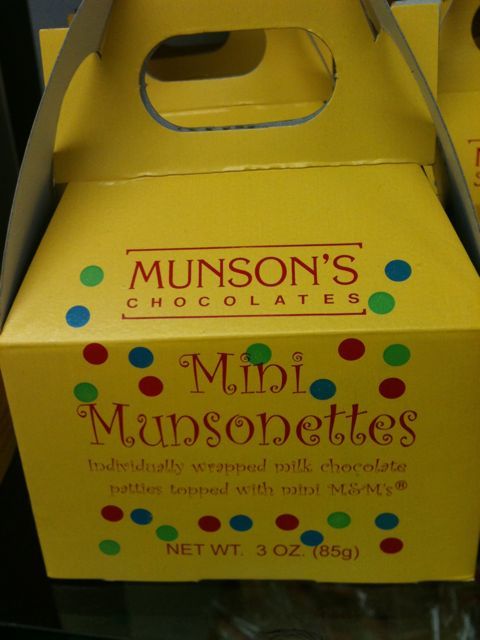 MUNSON'S
CHOCOLATES
Mini
Munsonettes
Individually wrapped milk chocolate
patties topped with mini M&M's®
NET WT. 3 OZ. (85g)